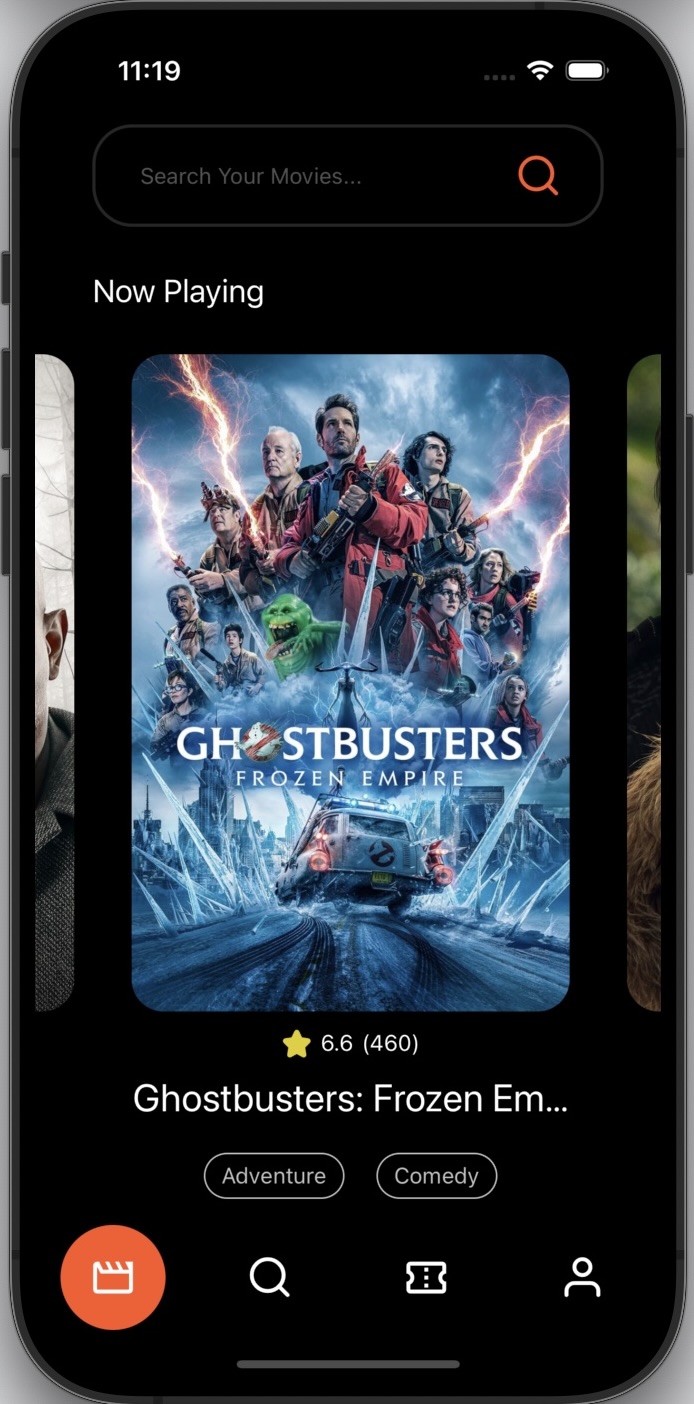 11:19
Search Your Movies...
Now Playing
GHOSTBUSTERS
FROZEN EMPIRE
6.6 (460)
Ghostbusters: Frozen Em...
Adventure Comedy